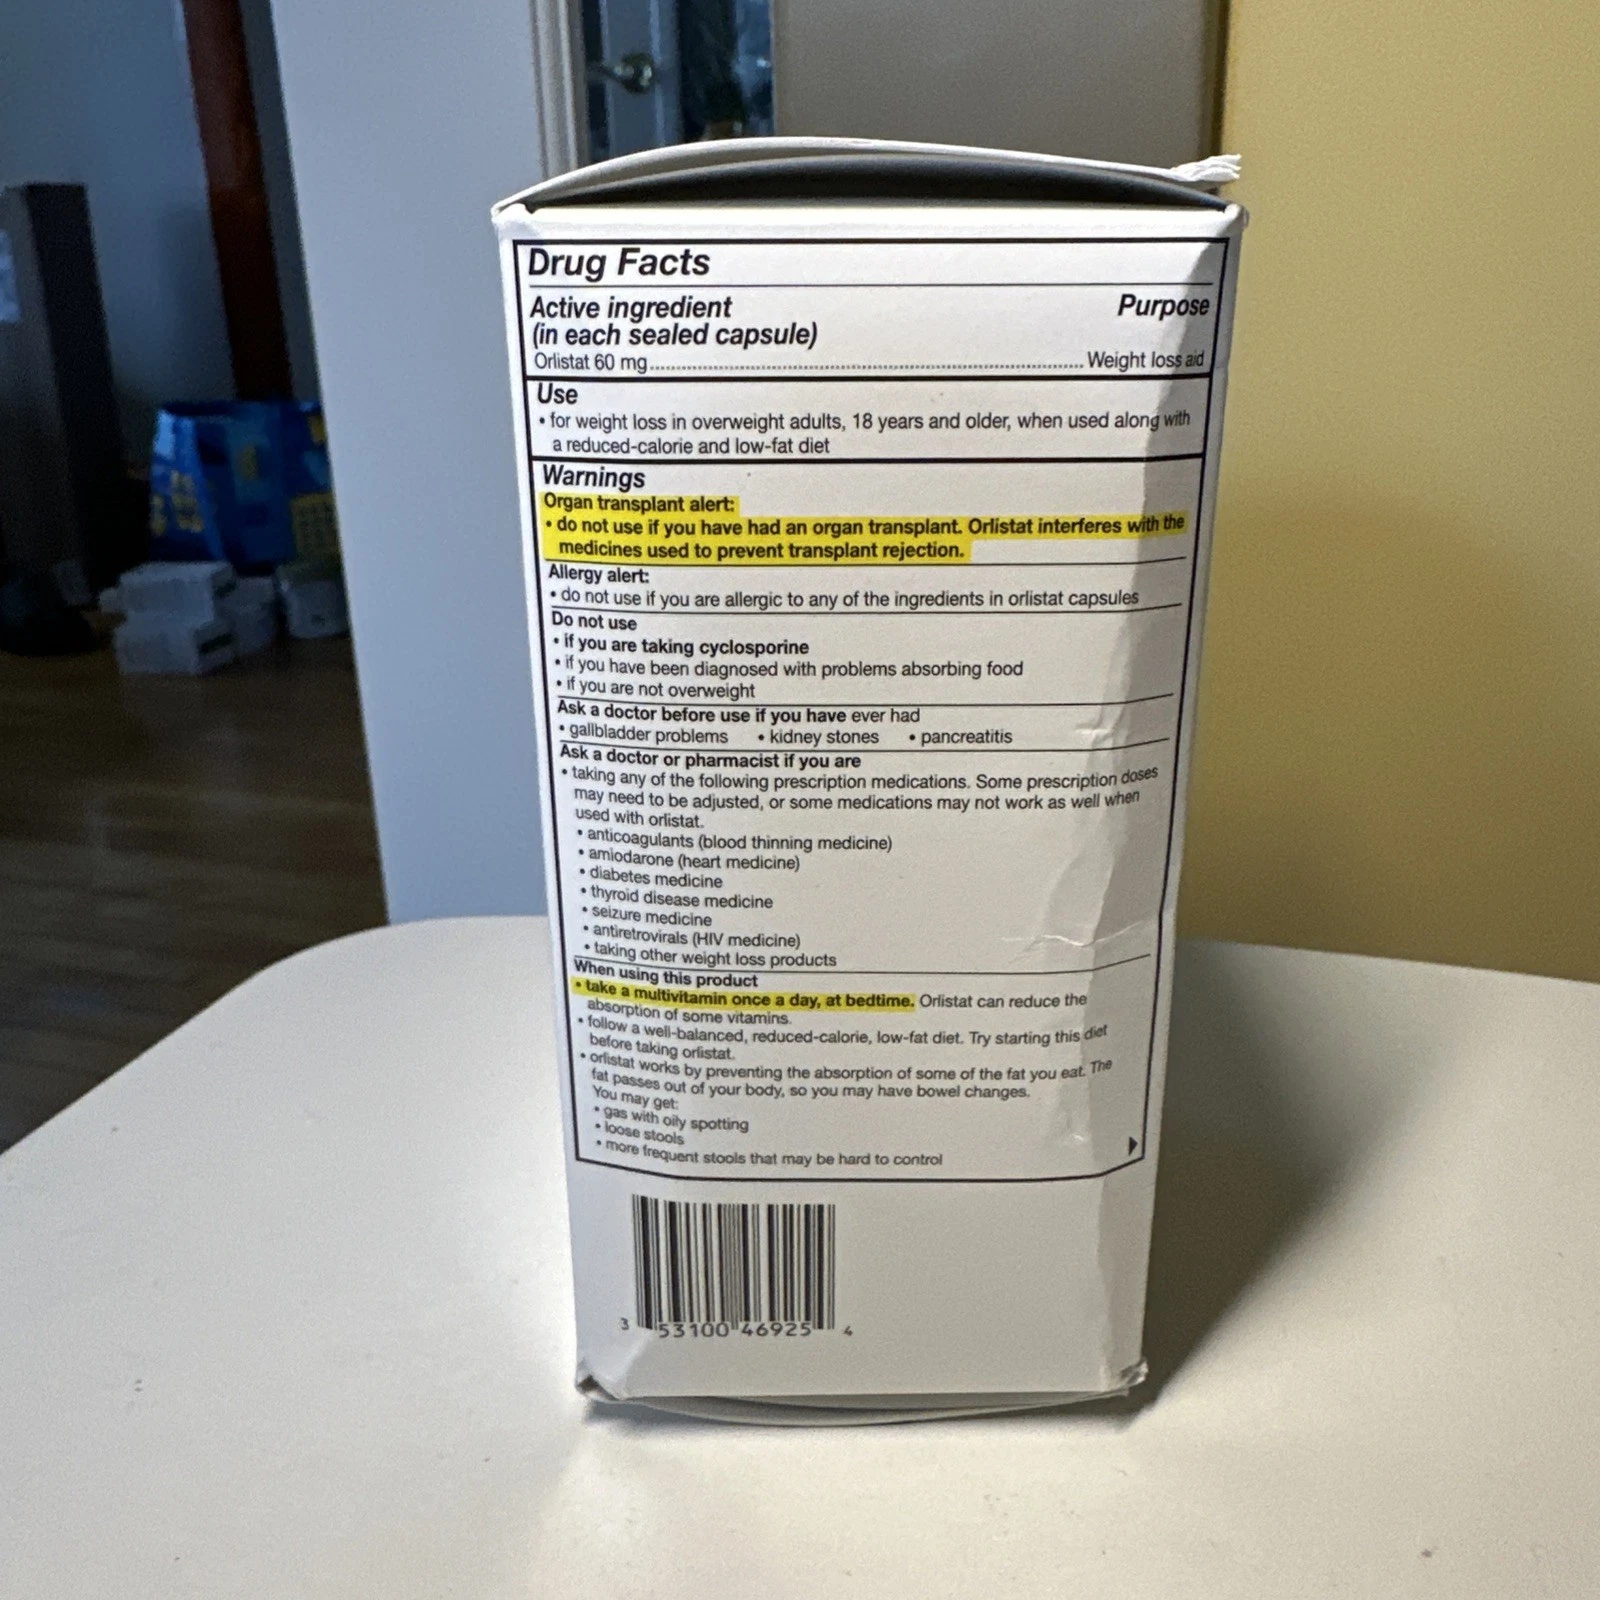 Drug Facts
Active ingredient Purpose
(in each sealed capsule)
Orlistat 60 mg........................................................................................ Weight loss aid
Use
• for weight loss in overweight adults, 18 years and older, when used along with
a reduced-calorie and low-fat diet
Warnings
Organ transplant alert:
• do not use if you have had an organ transplant. Orlistat interferes with the
medicines used to prevent transplant rejection.
Allergy alert:
• do not use if you are allergic to any of the ingredients in orlistat capsules
Do not use
• if you are taking cyclosporine
• if you have been diagnosed with problems absorbing food
• if you are not overweight
Ask a doctor before use if you have ever had
• gallbladder problems • kidney stones • pancreatitis
Ask a doctor or pharmacist if you are
• taking any of the following prescription medications. Some prescription doses
may need to be adjusted, or some medications may not work as well when
used with orlistat.
• anticoagulants (blood thinning medicine)
• amiodarone (heart medicine)
• diabetes medicine
• thyroid disease medicine
• seizure medicine
• antiretrovirals (HIV medicine)
• taking other weight loss products
When using this product
• take a multivitamin once a day, at bedtime. Orlistat can reduce the
absorption of some vitamins.
• follow a well-balanced, reduced-calorie, low-fat diet. Try starting this diet
before taking orlistat.
• orlistat works by preventing the absorption of some of the fat you eat. The
fat passes out of your body, so you may have bowel changes.
You may get:
• gas with oily spotting
• loose stools
• more frequent stools that may be hard to control
3 53100 46925 4